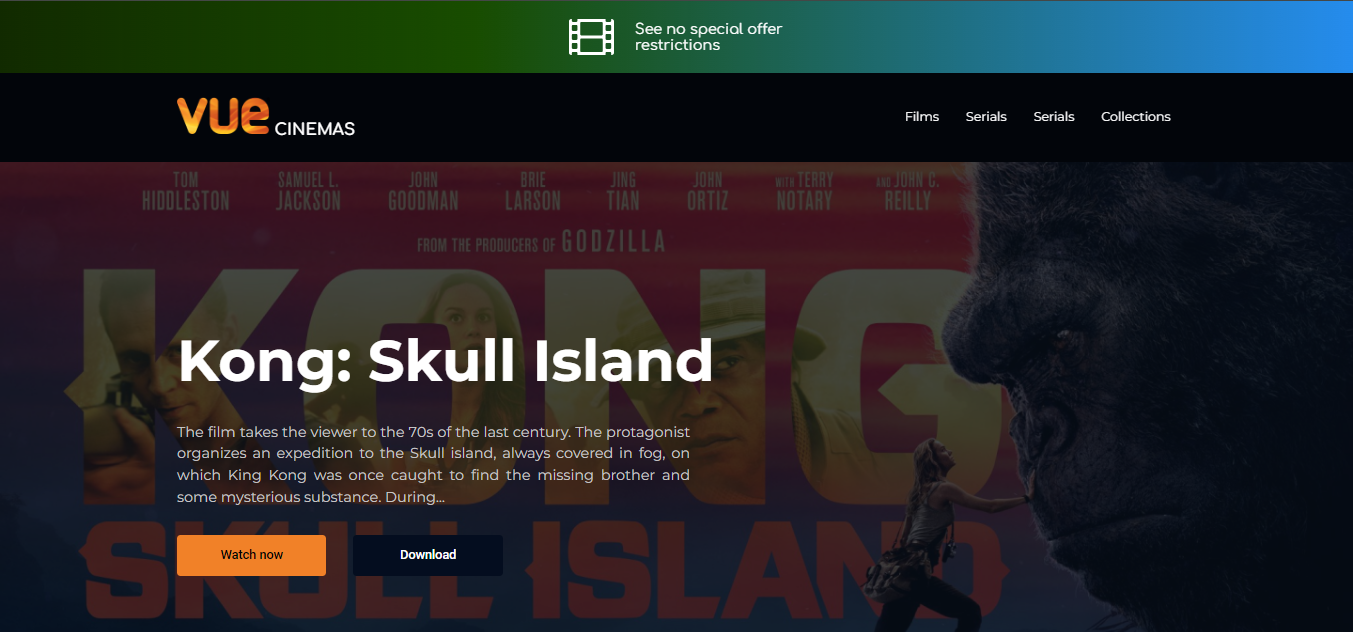 See no special offer
restrictions
vue CINEMAS
Films Serials Serials Collections
TOM HIDDLESTON SAMUEL L. JACKSON JOHN GOODMAN BRIE LARSON JING TIAN JOHN ORTIZ WITH TERRY NOTARY AND JOHN C. REILLY
FROM THE PRODUCERS OF GODZILLA
KONG
Kong: Skull Island
The film takes the viewer to the 70s of the last century. The protagonist
organizes an expedition to the Skull island, always covered in fog, on
which King Kong was once caught to find the missing brother and
some mysterious substance. During...
SKULL ISLAND
Watch now Download